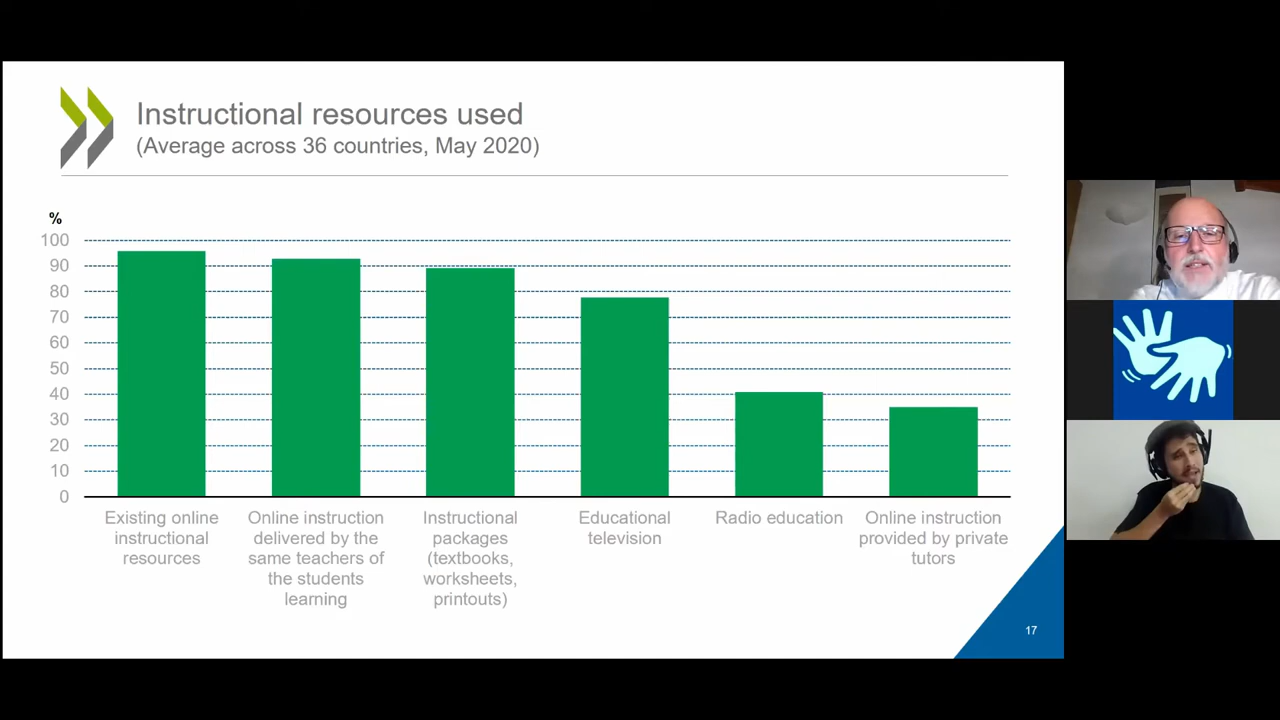 Instructional resources used
(Average across 36 countries, May 2020)
%
100
90
80
70
60
50
40
30
20
10
0
Existing online
instructional
resources
Online instruction
delivered by the
same teachers of
the students
learning
Instructional
packages
(textbooks,
worksheets,
printouts)
Educational
television
Radio education
Online instruction
provided by private
tutors
17